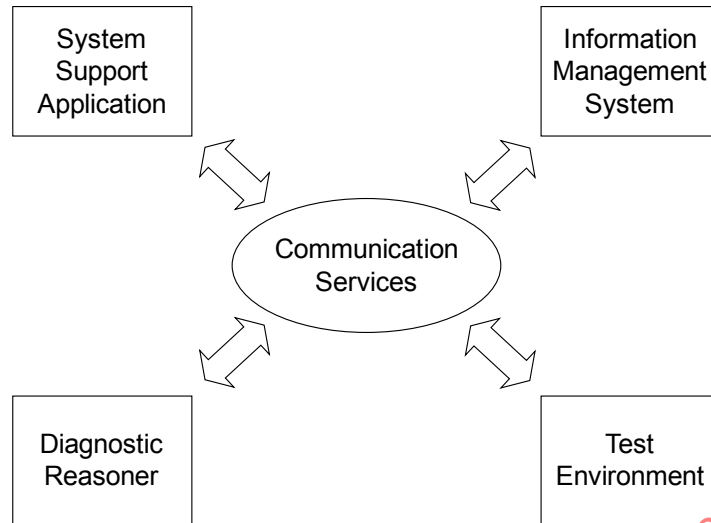 System
Support
Application
Information
Management
System
Communication
Services
Diagnostic
Reasoner
Test
Environment